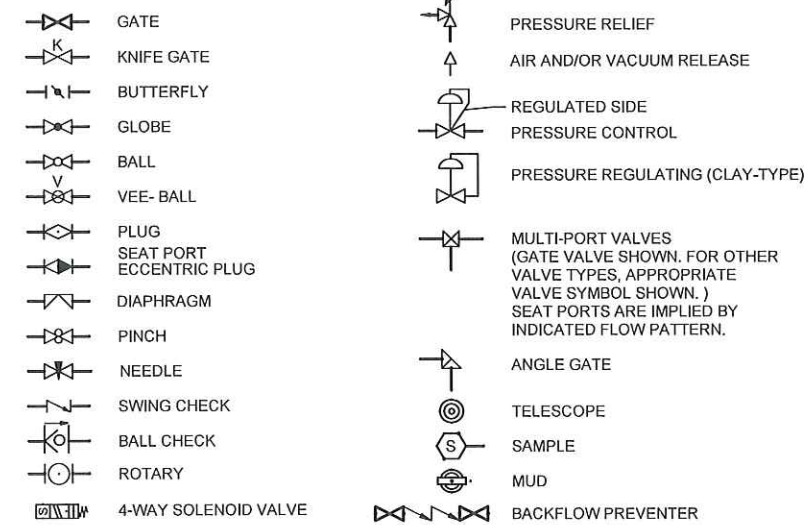 GATE
K
KNIFE GATE
BUTTERFLY
GLOBE
BALL
V
VEE- BALL
PLUG
SEAT PORT
ECCENTRIC PLUG
DIAPHRAGM
PINCH
NEEDLE
SWING CHECK
BALL CHECK
ROTARY
S
4-WAY SOLENOID VALVE
PRESSURE RELIEF
AIR AND/OR VACUUM RELEASE
REGULATED SIDE
PRESSURE CONTROL
PRESSURE REGULATING (CLAY-TYPE)
MULTI-PORT VALVES
(GATE VALVE SHOWN. FOR OTHER
VALVE TYPES, APPROPRIATE
VALVE SYMBOL SHOWN. )
SEAT PORTS ARE IMPLIED BY
INDICATED FLOW PATTERN.
ANGLE GATE
TELESCOPE
S
SAMPLE
MUD
BACKFLOW PREVENTER